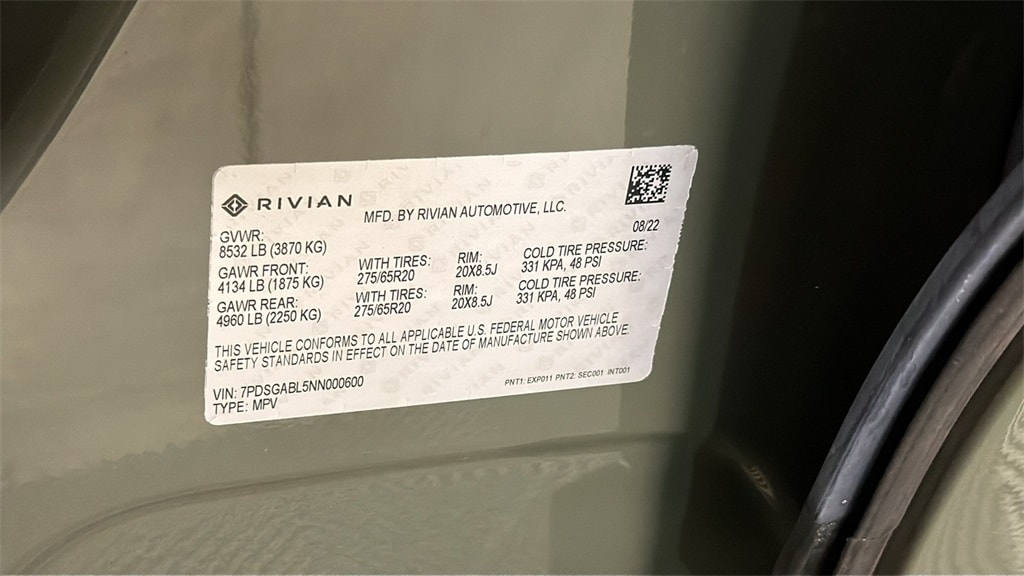 RIVIAN
MFD. BY RIVIAN AUTOMOTIVE, LLC.
08/22
GVWR:
8532 LB (3870 KG)
GAWR FRONT:
4134 LB (1875 KG)
WITH TIRES:
275/65R20
RIM:
20X8.5J
COLD TIRE PRESSURE:
331 KPA, 48 PSI
GAWR REAR:
4960 LB (2250 KG)
WITH TIRES:
275/65R20
RIM:
20X8.5J
COLD TIRE PRESSURE:
331 KPA, 48 PSI
THIS VEHICLE CONFORMS TO ALL APPLICABLE U.S. FEDERAL MOTOR VEHICLE
SAFETY STANDARDS IN EFFECT ON THE DATE OF MANUFACTURE SHOWN ABOVE
VIN: 7PDSGABL5NN000600
TYPE: MPV
PNT1: EXP011 PNT2: SEC001 INT001